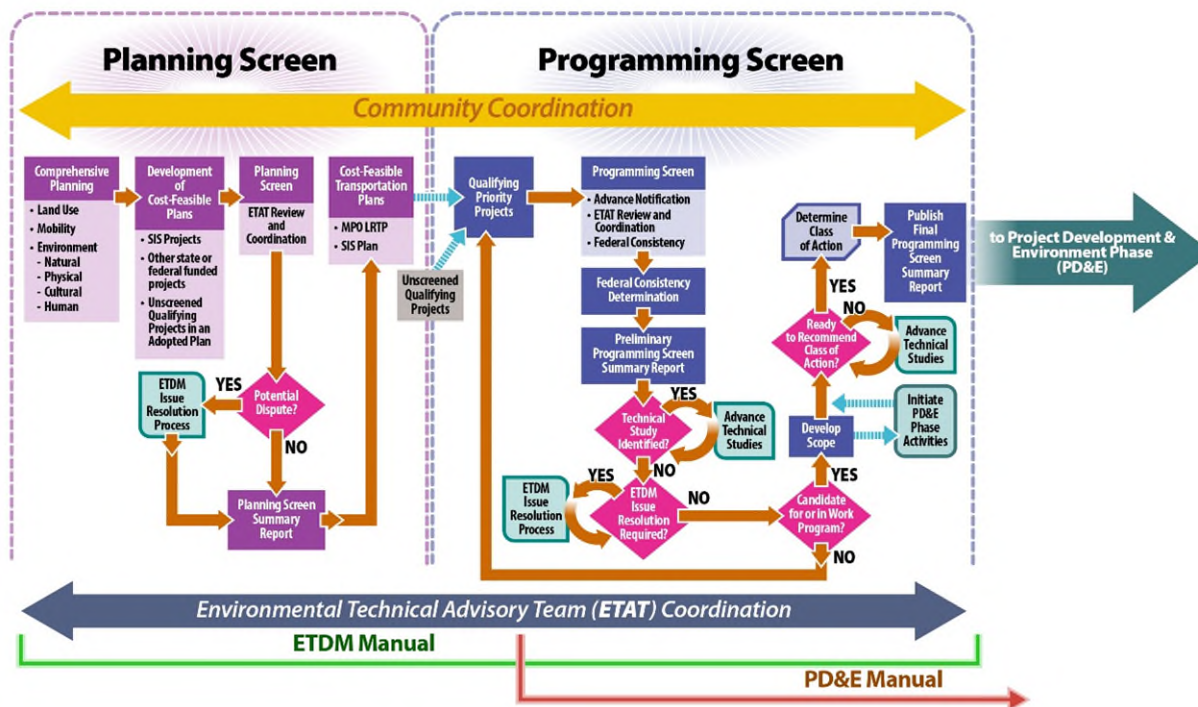 Planning Screen
Programming Screen
Community Coordination
Comprehensive
Planning
• Land Use
• Mobility
• Environment
- Natural
- Physical
- Cultural
- Human
Development
of
Cost-Feasible
Plans
• SIS Projects
• Other state or
federal funded
projects
• Unscreened
Qualifying
Projects in an
Adopted Plan
Planning
Screen
ETAT Review
and
Coordination
Cost-Feasible
Transportation
Plans
• MPO LRTP
• SIS Plan
Potential
Dispute?
YES
NO
ETDM
Issue
Resolution
Process
Planning Screen
Summary
Report
Unscreened
Qualifying
Projects
Qualifying
Priority
Projects
Programming
Screen
• Advance Notification
• ETAT Review and
Coordination
• Federal Consistency
Federal Consistency
Determination
Preliminary
Programming Screen
Summary Report
Technical
Study
Identified?
YES
NO
Advance
Technical
Studies
ETDM
Issue
Resolution
Required?
YES
NO
ETDM
Issue
Resolution
Process
Candidate
for or in Work
Program?
YES
NO
Develop
Scope
Initiate
PD&E
Phase
Activities
Ready
to Recommend
Class of
Action?
YES
NO
Advance
Technical
Studies
Determine
Class
of Action
Publish
Final
Programming
Screen
Summary
Report
to Project Development &
Environment Phase
(PD&E)
Environmental Technical Advisory Team (ETAT) Coordination
ETDM Manual
PD&E Manual